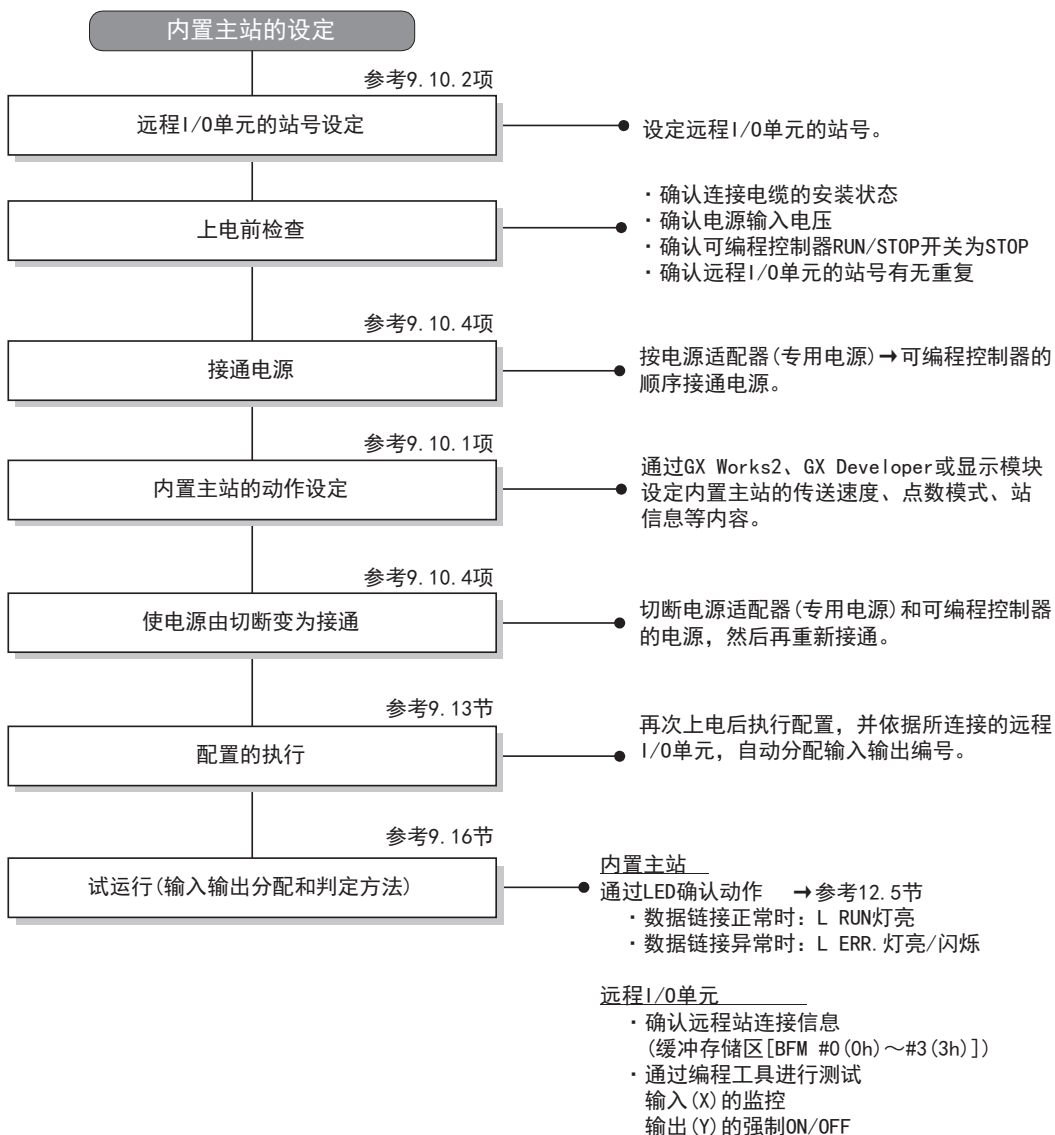 内置主站的设定
参考9.10.2项
远程I/O单元的站号设定
设定远程I/O单元的站号。
上电前检查
·确认连接电缆的安装状态
·确认电源输入电压
·确认可编程控制器RUN/STOP开关为STOP
·确认远程I/O单元的站号有无重复
参考9.10.4项
接通电源
按电源适配器(专用电源)→可编程控制器的
顺序接通电源。
参考9.10.1项
内置主站的动作设定
通过GX Works2、GX Developer或显示模块
设定内置主站的传送速度、点数模式、站
信息等内容。
参考9.10.4项
使电源由切断变为接通
切断电源适配器(专用电源)和可编程控制器
的电源，然后再重新接通。
参考9.13节
配置的执行
再次上电后执行配置，并依据所连接的远程
I/O单元，自动分配输入输出编号。
参考9.16节
试运行(输入输出分配和判定方法)
内置主站
通过LED确认动作 →参考12.5节
·数据链接正常时：L RUN灯亮
·数据链接异常时：L ERR.灯亮/闪烁
远程I/O单元
·确认远程站连接信息
(缓冲存储区[BFM #0(0h)～#3(3h)])
·通过编程工具进行测试
输入(X)的监控
输出(Y)的强制ON/OFF